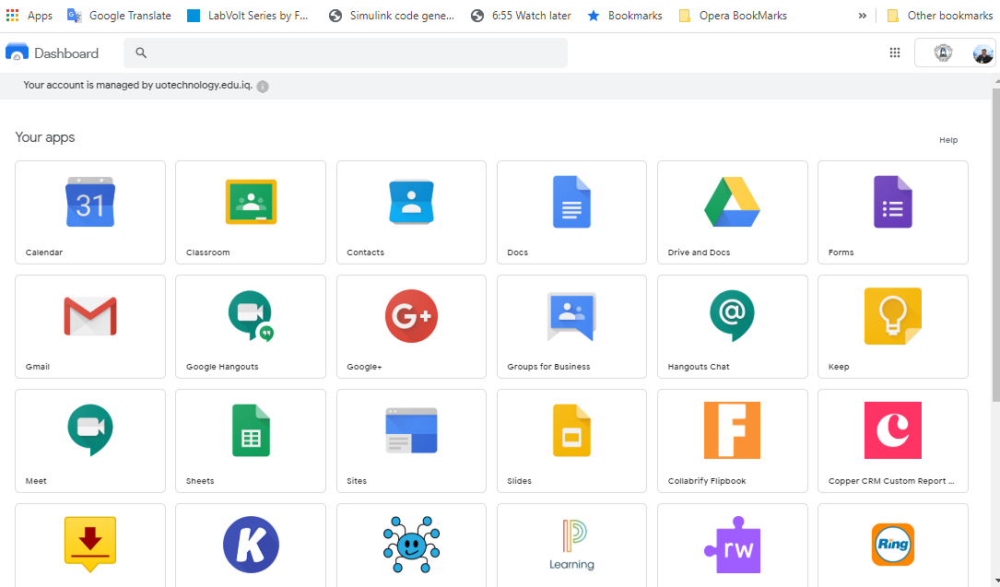 Apps Google Translate LabVolt Series by F... Simulink code gene... 6:55 Watch later Bookmarks Opera BookMarks » Other bookmarks
Dashboard
Your account is managed by uotechnology.edu.iq.
Your apps
Help
31
Calendar Classroom Contacts Docs Drive and Docs Forms
G+ @
Gmail Google Hangouts Google+ Groups for Business Hangouts Chat Keep
F C
Meet Sheets Sites Slides Collabrify Flipbook Copper CRM Custom Report ...
K P rw Ring
Learning